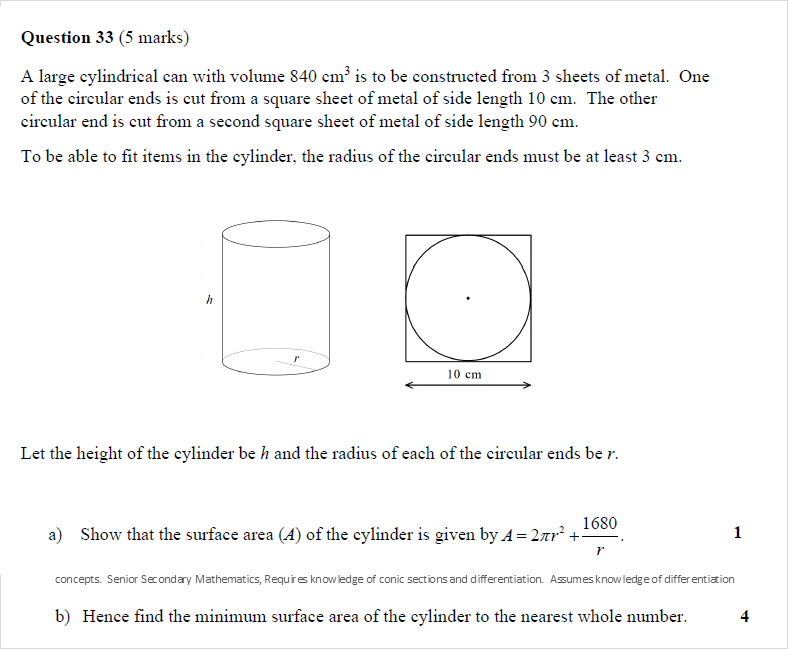 Question 33 (5 marks)
A large cylindrical can with volume 840 cm³ is to be constructed from 3 sheets of metal. One
of the circular ends is cut from a square sheet of metal of side length 10 cm. The other
circular end is cut from a second square sheet of metal of side length 90 cm.
To be able to fit items in the cylinder, the radius of the circular ends must be at least 3 cm.
h
r
10 cm
Let the height of the cylinder be h and the radius of each of the circular ends be r.
a) Show that the surface area (A) of the cylinder is given by A = 2πr² + 1680/r. 1
concepts. Senior Secondary Mathematics, Requires knowledge of conic sections and differentiation. Assumes knowledge of differentiation
b) Hence find the minimum surface area of the cylinder to the nearest whole number. 4